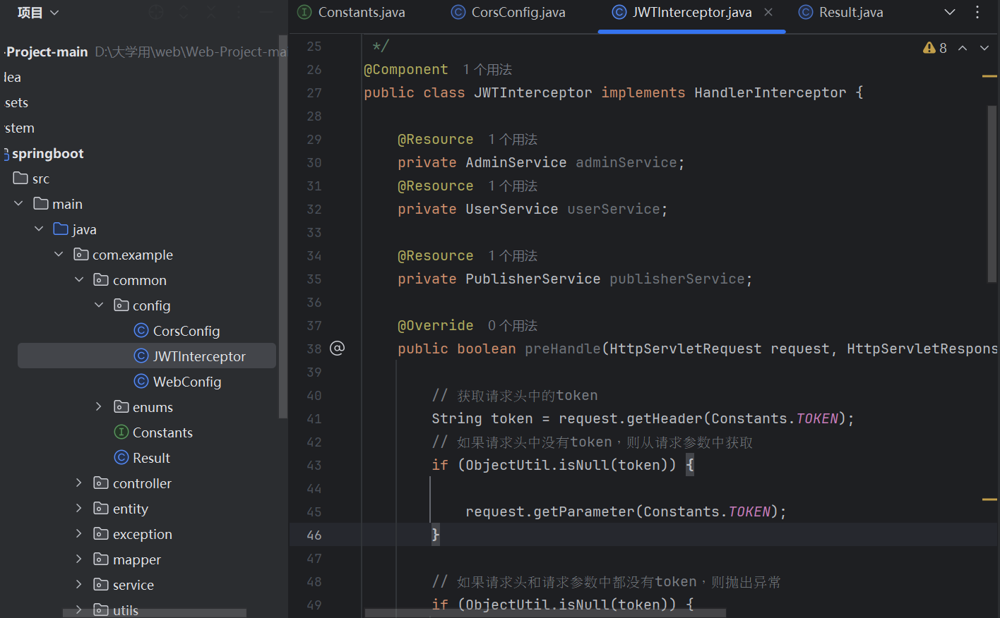 项目
-Project-main D:\大学用\web\Web-Project-ma
dea
sets
stem
springboot
src
main
java
com.example
common
config
CorsConfig
JWTInterceptor
WebConfig
enums
Constants
Result
controller
entity
exception
mapper
service
utils
Constants.java CorsConfig.java JWTInterceptor.java Result.java
8
25 */
26 @Component 1 个用法
27 public class JWTInterceptor implements HandlerInterceptor {
28
29 @Resource 1 个用法
30 private AdminService adminService;
31 @Resource 1 个用法
32 private UserService userService;
33
34 @Resource 1 个用法
35 private PublisherService publisherService;
36
37 @Override 0 个用法
38 public boolean preHandle(HttpServletRequest request, HttpServletRespons
39
40 // 获取请求头中的token
41 String token = request.getHeader(Constants.TOKEN);
42 // 如果请求头中没有token，则从请求参数中获取
43 if (ObjectUtil.isNull(token)) {
44
45 request.getParameter(Constants.TOKEN);
46 }
47
48 // 如果请求头和请求参数中都没有token，则抛出异常
49 if (ObjectUtil.isNull(token)) {